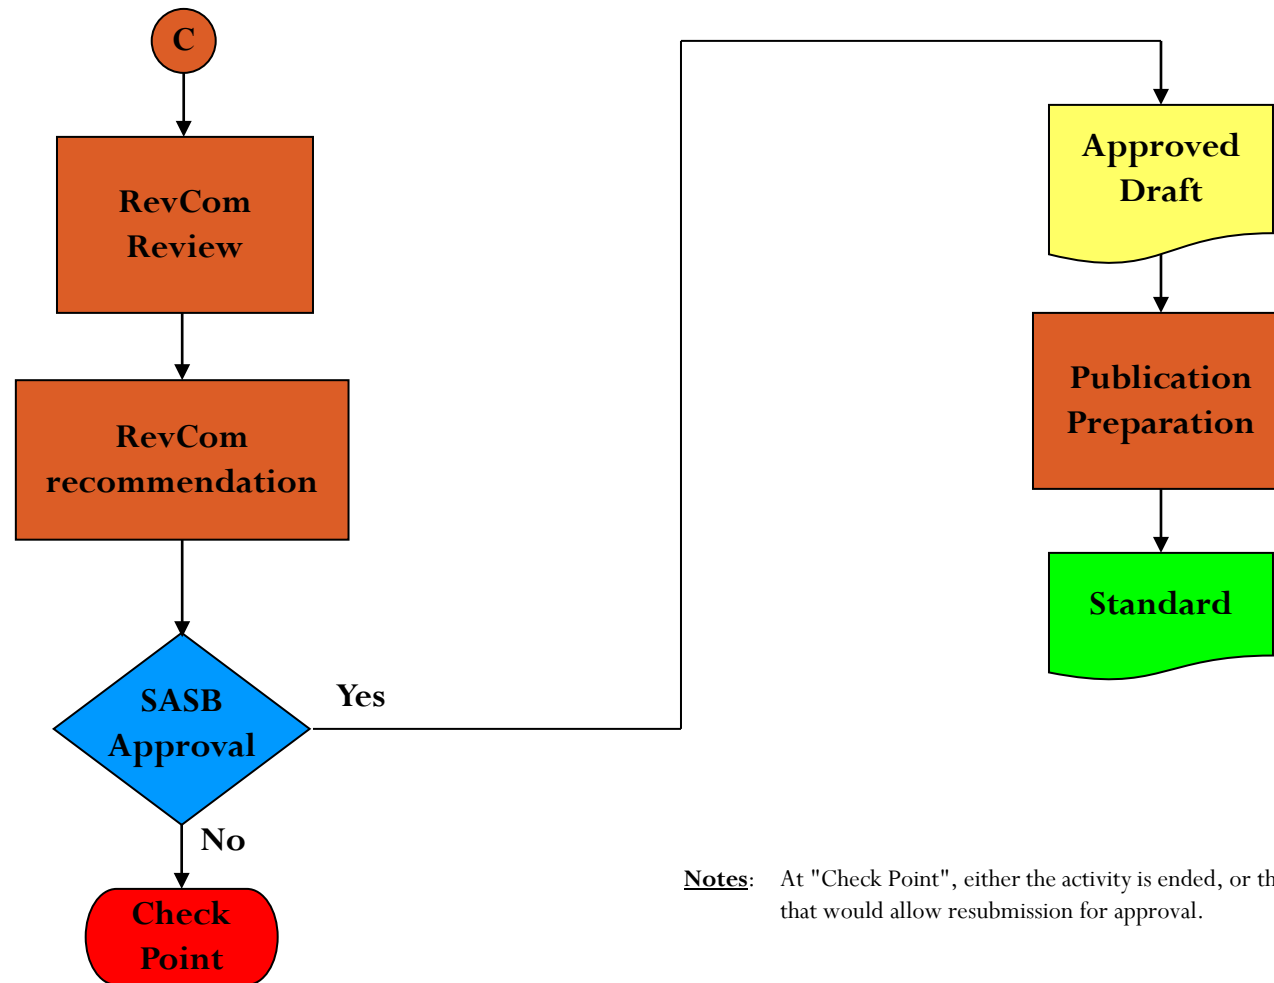 C
RevCom
Review
RevCom
recommendation
SASB
Approval
Yes
No
Check
Point
Approved
Draft
Publication
Preparation
Standard
Notes: At "Check Point", either the activity is ended, or
that would allow resubmission for approval.